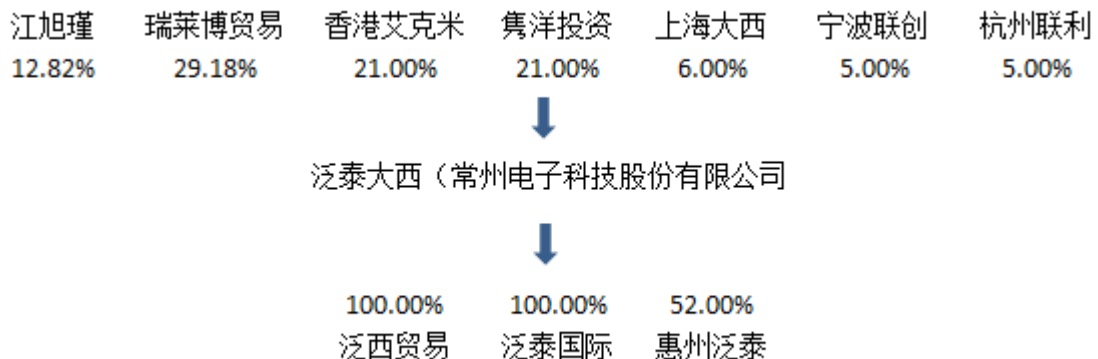 江旭瑾 瑞莱博贸易 香港艾克米 隽洋投资 上海大西 宁波联创 杭州联利
12.82% 29.18% 21.00% 21.00% 6.00% 5.00% 5.00%
泛泰大西（常州电子科技股份有限公司
100.00% 100.00% 52.00%
泛西贸易 泛泰国际 惠州泛泰